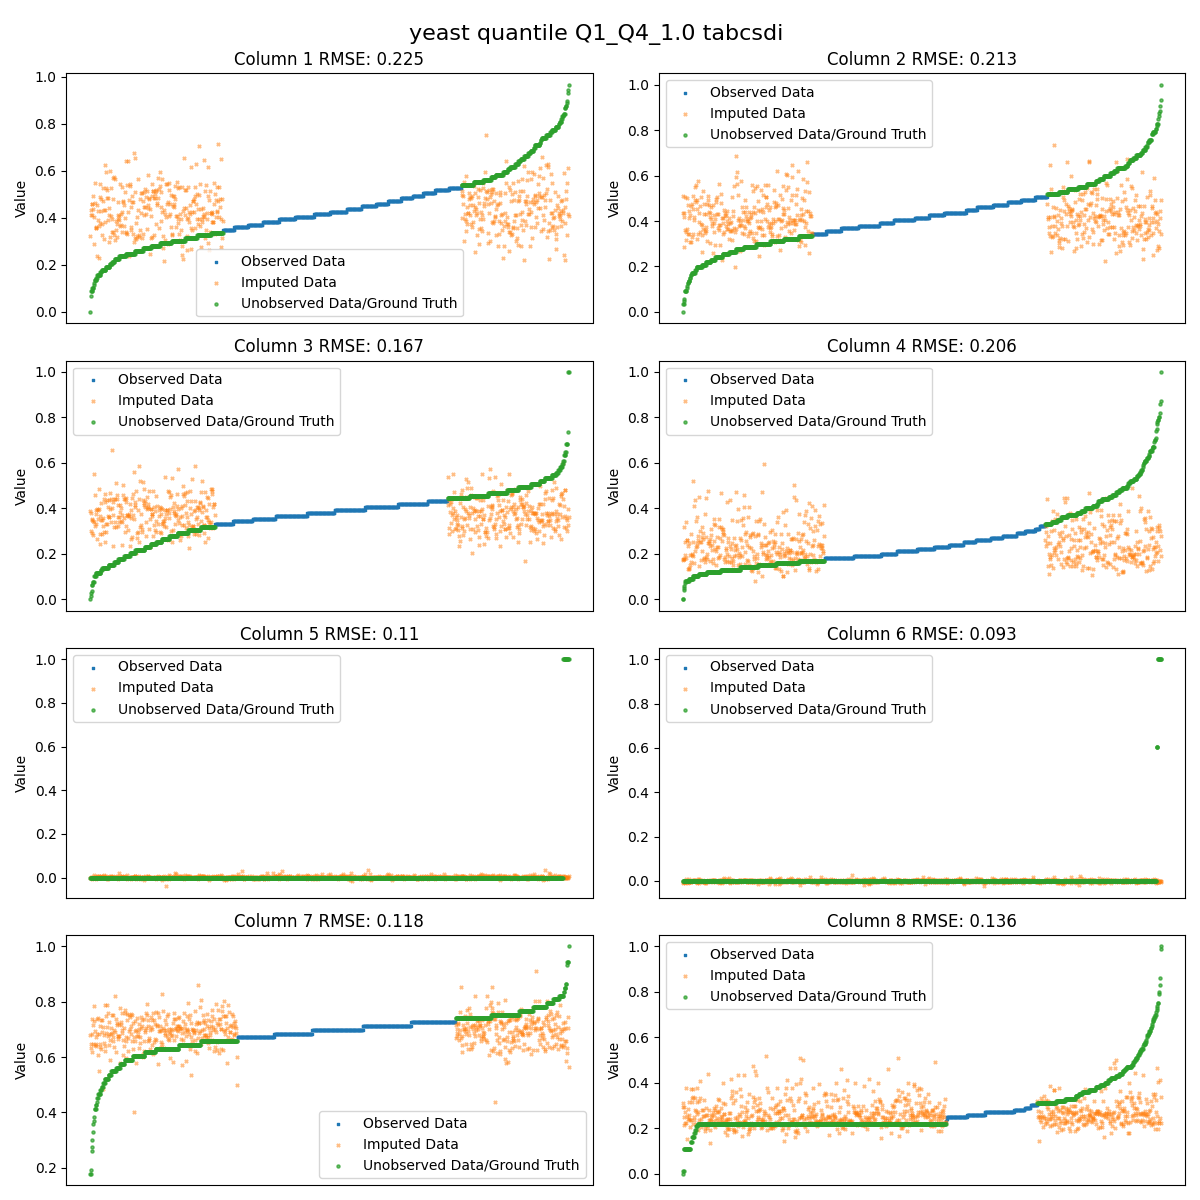 yeast quantile Q1_Q4_1.0 tabcsdi
Column 1 RMSE: 0.225
1.0
0.8
0.6
0.4
0.2
0.0
Value
Observed Data
Imputed Data
Unobserved Data/Ground Truth
Column 2 RMSE: 0.213
1.0
0.8
0.6
0.4
0.2
0.0
Value
Observed Data
Imputed Data
Unobserved Data/Ground Truth
Column 3 RMSE: 0.167
1.0
0.8
0.6
0.4
0.2
0.0
Value
Observed Data
Imputed Data
Unobserved Data/Ground Truth
Column 4 RMSE: 0.206
1.0
0.8
0.6
0.4
0.2
0.0
Value
Observed Data
Imputed Data
Unobserved Data/Ground Truth
Column 5 RMSE: 0.11
1.0
0.8
0.6
0.4
0.2
0.0
Value
Observed Data
Imputed Data
Unobserved Data/Ground Truth
Column 6 RMSE: 0.093
1.0
0.8
0.6
0.4
0.2
0.0
Value
Observed Data
Imputed Data
Unobserved Data/Ground Truth
Column 7 RMSE: 0.118
1.0
0.8
0.6
0.4
0.2
Value
Observed Data
Imputed Data
Unobserved Data/Ground Truth
Column 8 RMSE: 0.136
1.0
0.8
0.6
0.4
0.2
0.0
Value
Observed Data
Imputed Data
Unobserved Data/Ground Truth